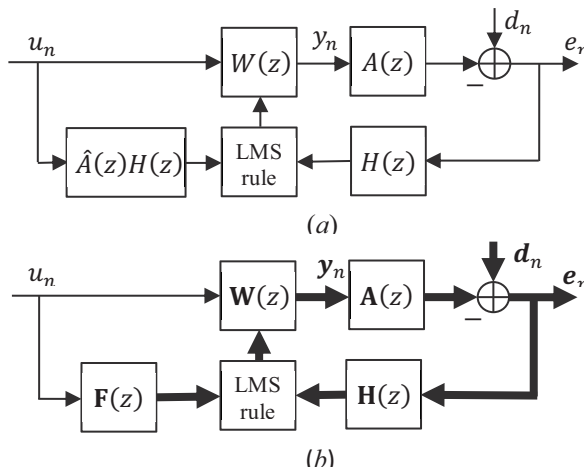 d_n
u_n
y_n
e_n
W(z)
A(z)
−
Â(z)H(z)
LMS
rule
H(z)
(a)
d_n
u_n
y_n
e_n
W(z)
A(z)
−
F(z)
LMS
rule
H(z)
(b)